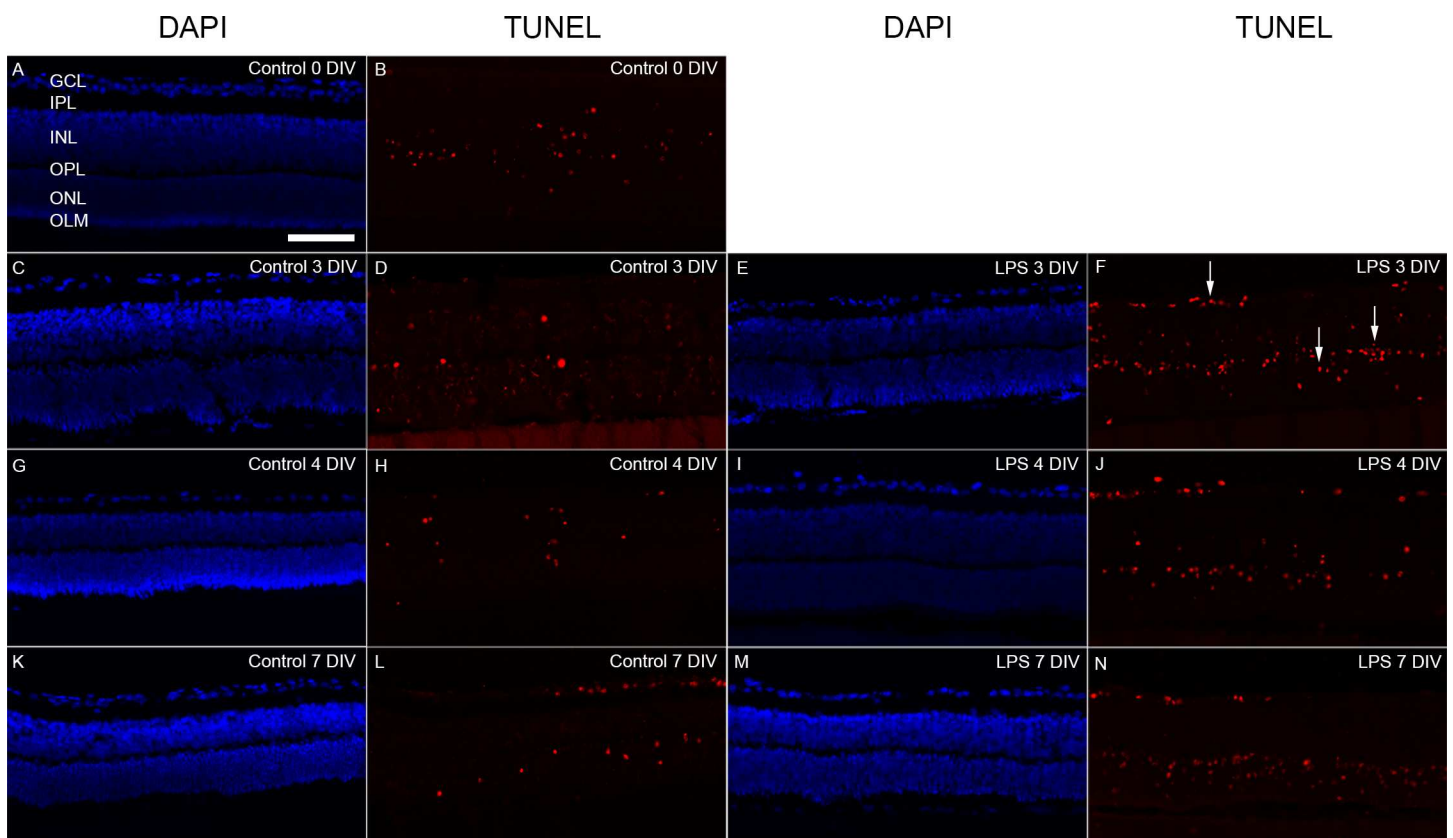 DAPI TUNEL DAPI TUNEL
A Control 0 DIV B Control 0 DIV
GCL
IPL
INL
OPL
ONL
OLM
C Control 3 DIV D Control 3 DIV E LPS 3 DIV F LPS 3 DIV
G Control 4 DIV H Control 4 DIV I LPS 4 DIV J LPS 4 DIV
K Control 7 DIV L Control 7 DIV M LPS 7 DIV N LPS 7 DIV